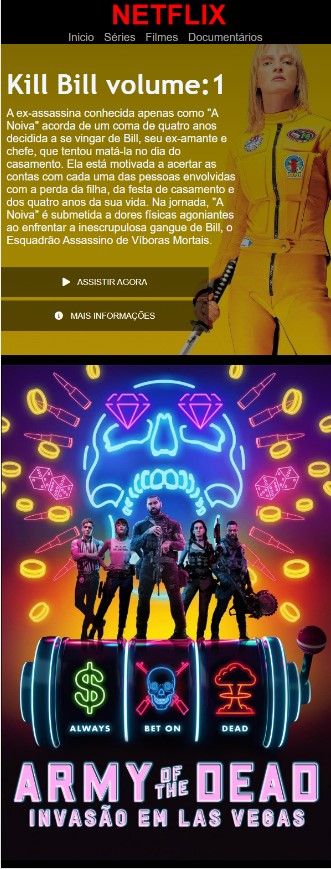 NETFLIX
Inicio Séries Filmes Documentários
Kill Bill volume:1
A ex-assassina conhecida apenas como "A
Noiva" acorda de um coma de quatro anos
decidida a se vingar de Bill, seu ex-amante e
chefe, que tentou matá-la no dia do
casamento. Ela está motivada a acertar as
contas com cada uma das pessoas envolvidas
com a perda da filha, da festa de casamento e
dos quatro anos da sua vida. Na jornada, "A
Noiva" é submetida a dores físicas agoniantes
ao enfrentar a inescrupulosa gangue de Bill, o
Esquadrão Assassino de Víboras Mortais.
ASSISTIR AGORA
MAIS INFORMAÇÕES
ALWAYS BET ON DEAD
ARMY OF THE DEAD
INVASÃO EM LAS VEGAS